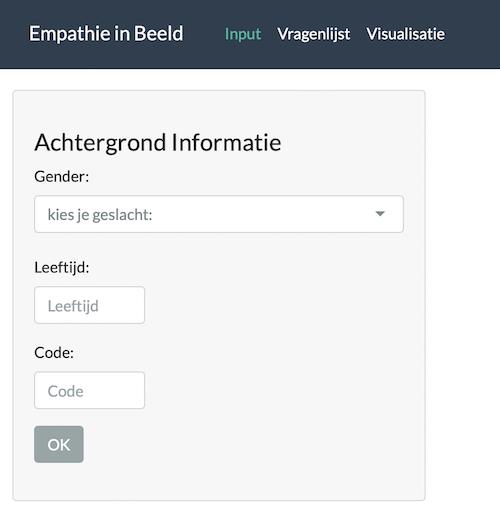 Empathie in Beeld Input Vragenlijst Visualisatie
Achtergrond Informatie
Gender:
kies je geslacht:
Leeftijd:
Leeftijd
Code:
Code
OK